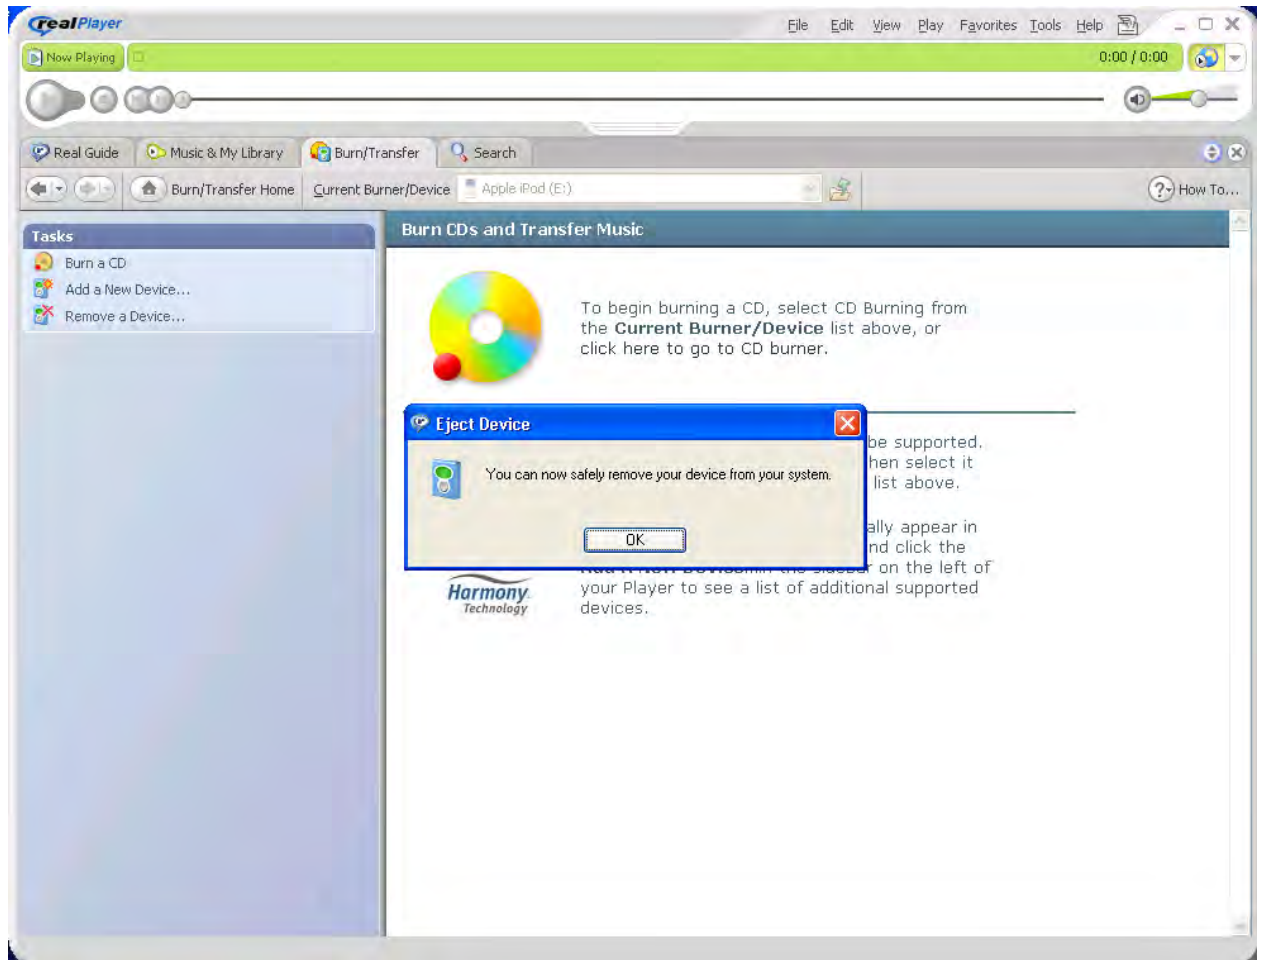 realPlayer
File Edit View Play Favorites Tools Help
Now Playing
0:00 / 0:00
Real Guide Music & My Library Burn/Transfer Search
Burn/Transfer Home Current Burner/Device Apple iPod (E:) How To...
Tasks
Burn a CD
Add a New Device...
Remove a Device...
Burn CDs and Transfer Music
To begin burning a CD, select CD Burning from
the Current Burner/Device list above, or
click here to go to CD burner.
be supported.
hen select it
list above.
ally appear in
nd click the
on the left of
your Player to see a list of additional supported
devices.
Harmony
Technology
Eject Device
You can now safely remove your device from your system.
OK